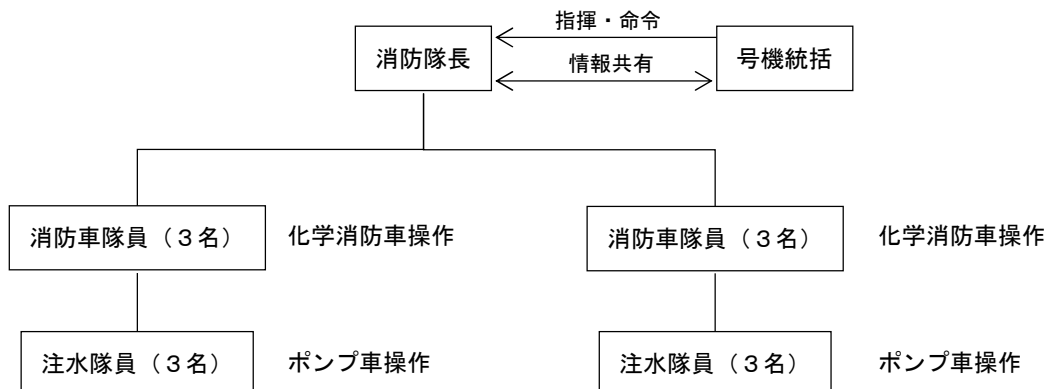 指揮・命令
消防隊長
号機統括
情報共有
消防車隊員(3名)
化学消防車操作
消防車隊員(3名)
化学消防車操作
注水隊員(3名)
ポンプ車操作
注水隊員(3名)
ポンプ車操作